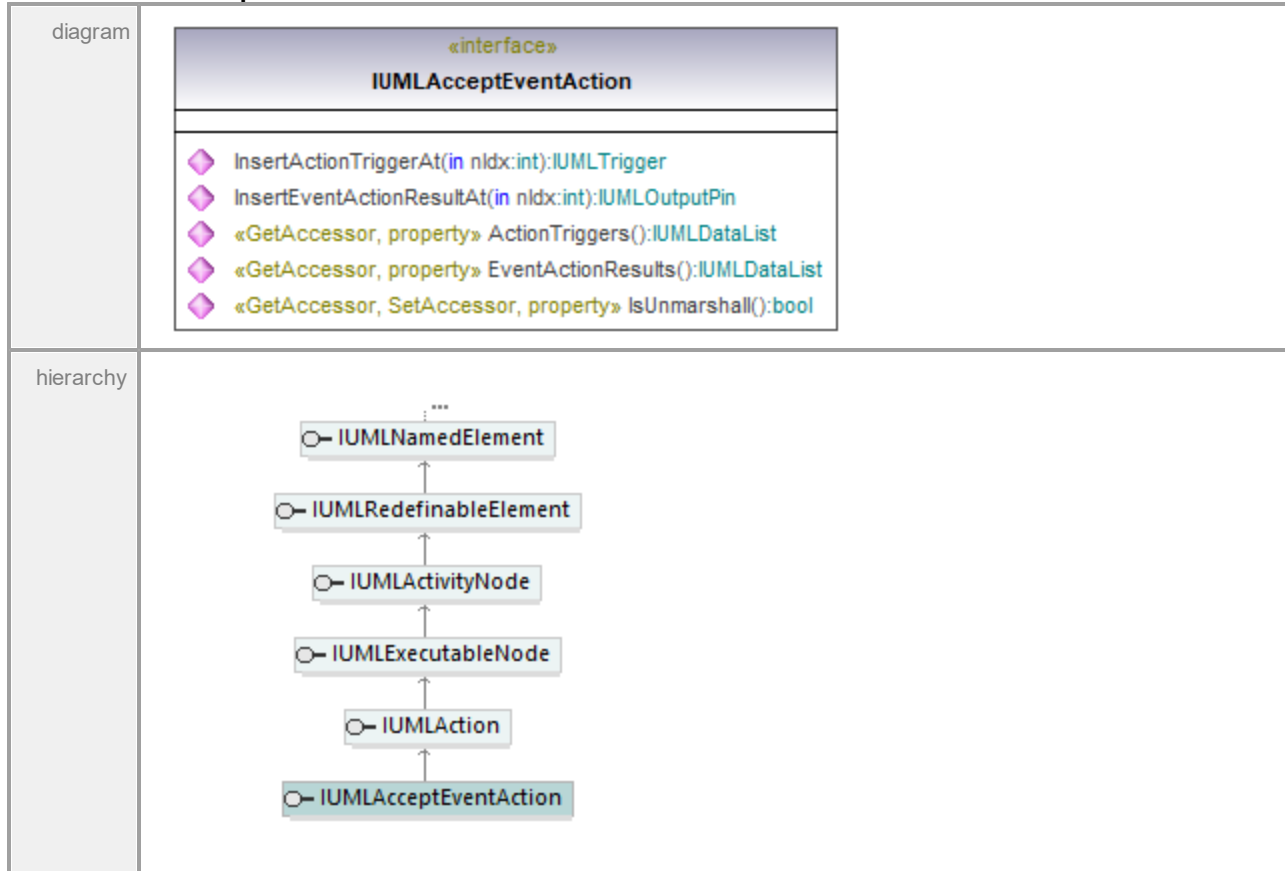 diagram
«interface»
IUMLAcceptEventAction
InsertActionTriggerAt(in nIdx:int):IUMLTrigger
InsertEventActionResultAt(in nIdx:int):IUMLOutputPin
«GetAccessor, property» ActionTriggers():IUMLDataList
«GetAccessor, property» EventActionResults():IUMLDataList
«GetAccessor, SetAccessor, property» IsUnmarshall():bool
hierarchy
...
IUMLNamedElement
IUMLRedefinableElement
IUMLActivityNode
IUMLExecutableNode
IUMLAction
IUMLAcceptEventAction